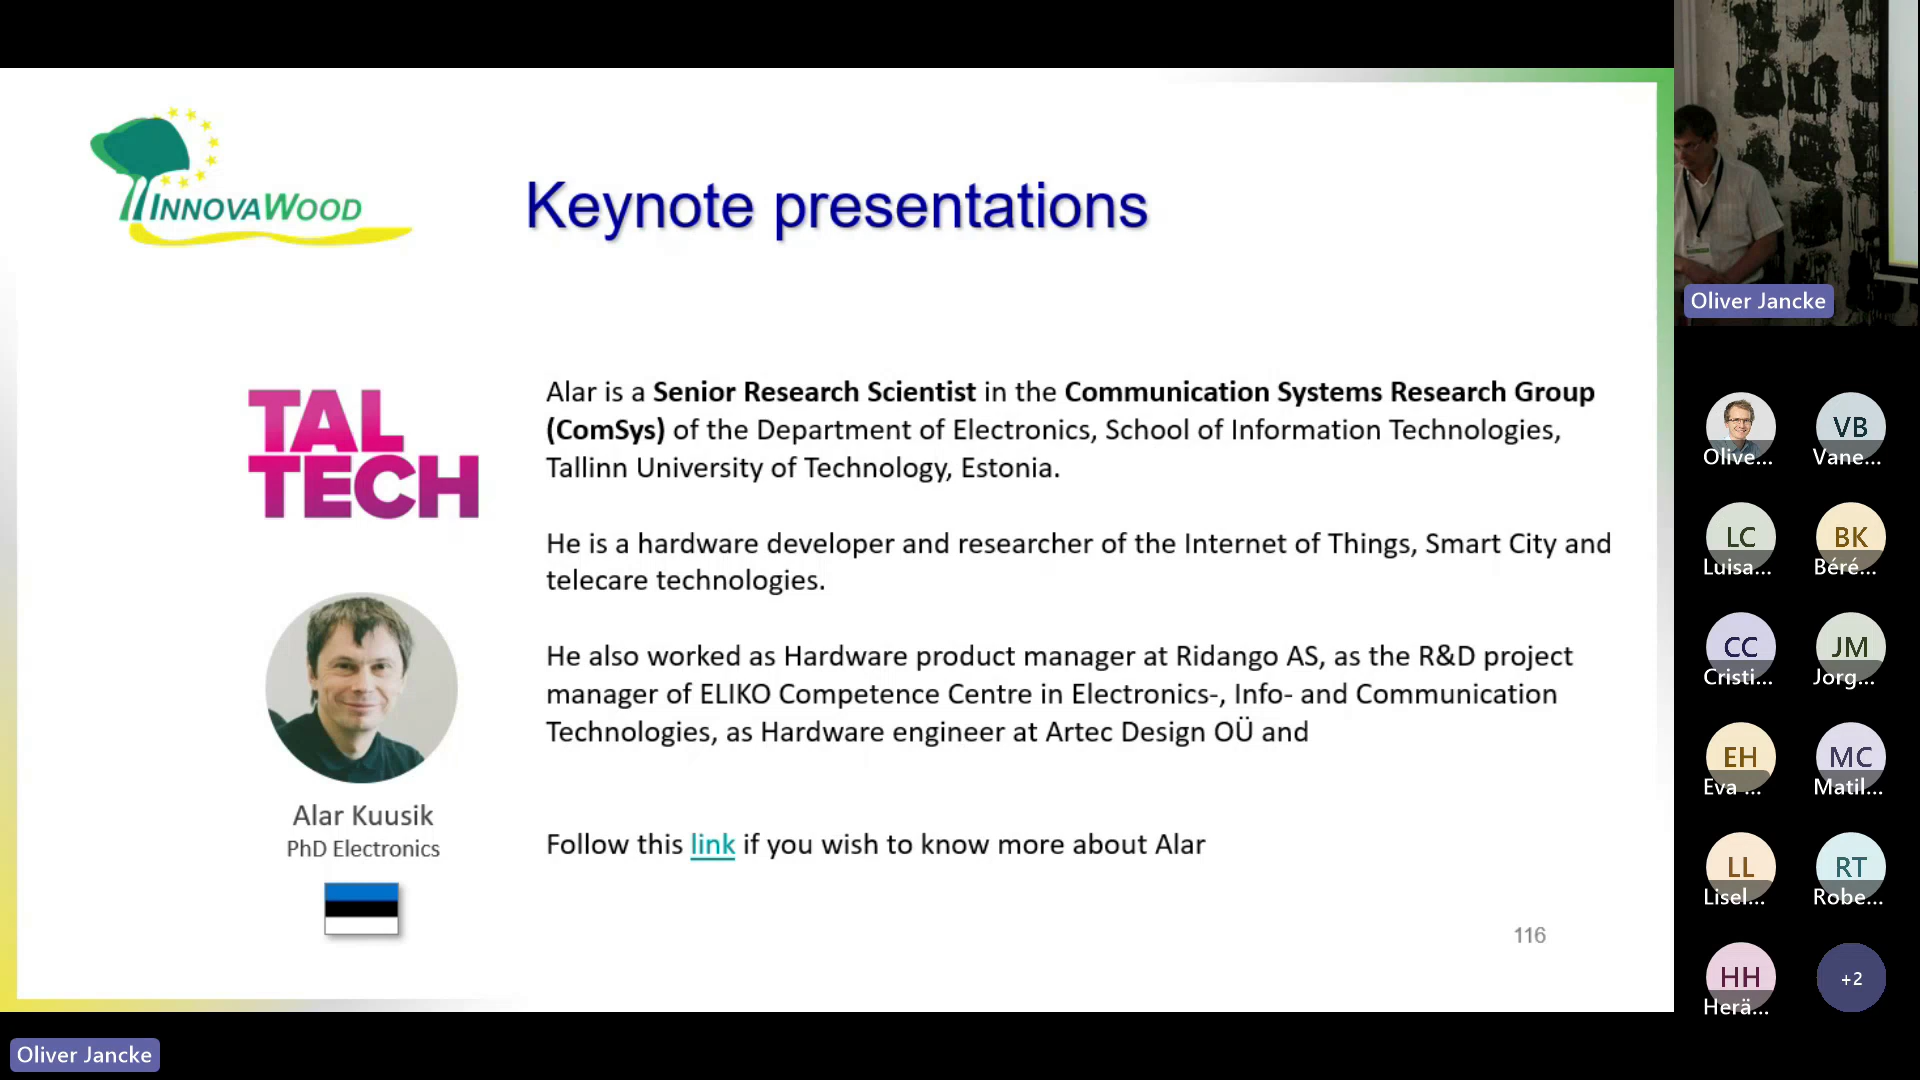 INNOVAWOOD
Keynote presentations
TAL
TECH
Alar is a Senior Research Scientist in the Communication Systems Research Group
(ComSys) of the Department of Electronics, School of Information Technologies,
Tallinn University of Technology, Estonia.
He is a hardware developer and researcher of the Internet of Things, Smart City and
telecare technologies.
He also worked as Hardware product manager at Ridango AS, as the R&D project
manager of ELIKO Competence Centre in Electronics-, Info- and Communication
Technologies, as Hardware engineer at Artec Design OÜ and
Alar Kuusik
PhD Electronics
Follow this link if you wish to know more about Alar
116
Oliver Jancke
Oliver Jancke
Olive...
VB
Vane...
LC
Luisa...
BK
Béré...
CC
Cristi...
JM
Jorg...
EH
Eva ...
MC
Matil...
LL
Lisel...
RT
Robe...
HH
Herä...
+2